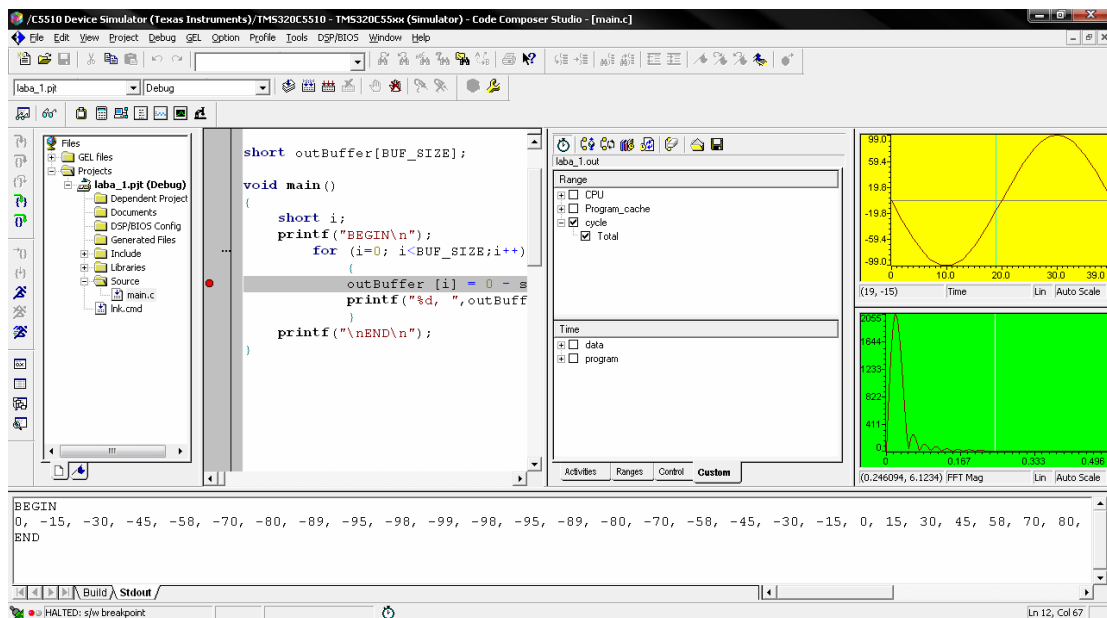 /C5510 Device Simulator (Texas Instruments)/TMS320C5510 - TMS320C55xx (Simulator) - Code Composer Studio - [main.c]
File Edit View Project Debug GEL Option Profile Tools DSP/BIOS Window Help
laba_1.pjt Debug
Files
GEL files
Projects
laba_1.pjt (Debug)
Dependent Project
Documents
DSP/BIOS Config
Generated Files
Include
Libraries
Source
main.c
lnk.cmd
short outBuffer[BUF_SIZE];
void main()
{
short i;
printf("BEGIN\n");
for (i=0; i<BUF_SIZE;i++)
{
outBuffer [i] = 0 - s
printf("%d, ",outBuff
}
printf("\nEND\n");
}
laba_1.out
Range
CPU
Program_cache
cycle
Total
Time
data
program
Activities Ranges Control Custom
99.0
59.4
19.8
-19.8
-59.4
-99.0
0 10.0 20.0 30.0 39.0
(19, -15) Time Lin Auto Scale
2055
1644
1233
822
411
0
0 0.167 0.333 0.496
(0.246094, 6.1234) FFT Mag Lin Auto Scale
BEGIN
0, -15, -30, -45, -58, -70, -80, -89, -95, -98, -99, -98, -95, -89, -80, -70, -58, -45, -30, -15, 0, 15, 30, 45, 58, 70, 80,
END
Build Stdout
HALTED: s/w breakpoint
Ln 12, Col 67